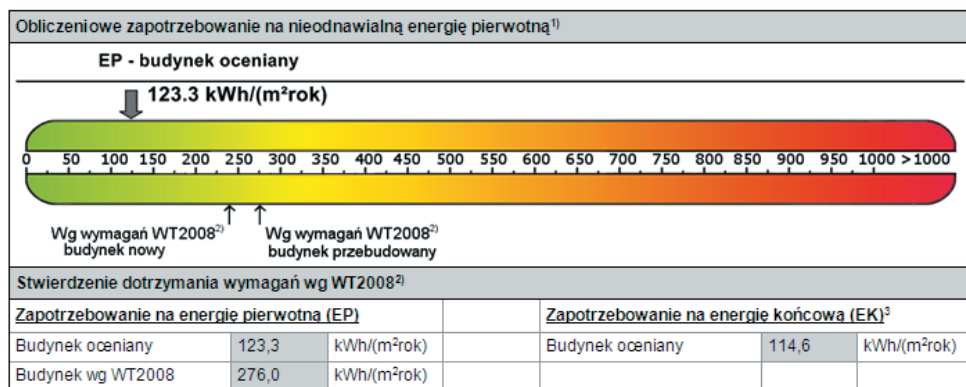 Obliczeniowe zapotrzebowanie na nieodnawialną energię pierwotną¹⁾
EP - budynek oceniany
123.3 kWh/(m²rok)
0 50 100 150 200 250 300 350 400 450 500 550 600 650 700 750 800 850 900 950 1000 >1000
Wg wymagań WT2008²⁾
budynek nowy
Wg wymagań WT2008²⁾
budynek przebudowany
Stwierdzenie dotrzymania wymagań wg WT2008²⁾
Zapotrzebowanie na energię pierwotną (EP) Zapotrzebowanie na energię końcową (EK)³
Budynek oceniany 123,3 kWh/(m²rok) Budynek oceniany 114,6 kWh/(m²rok)
Budynek wg WT2008 276,0 kWh/(m²rok)